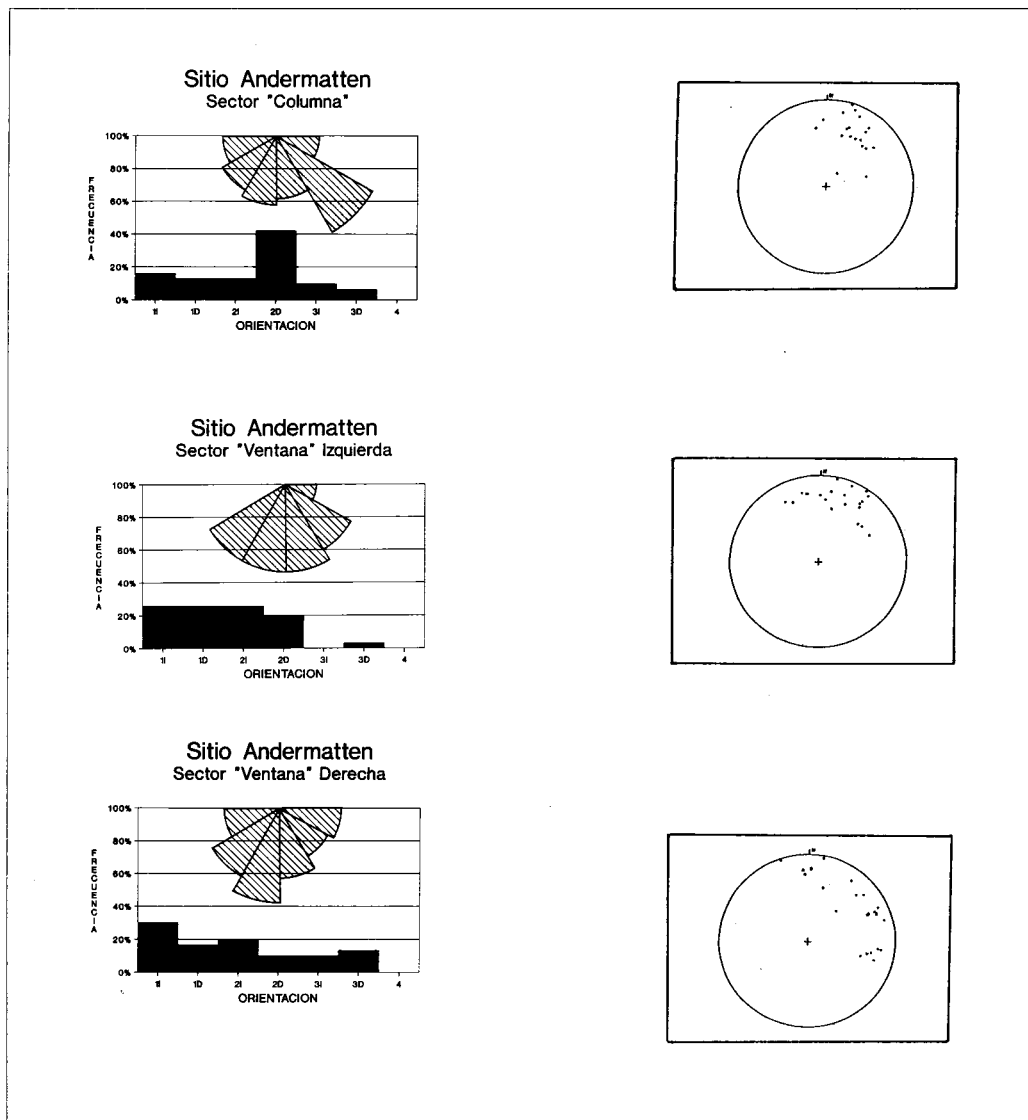 Sitio Andermatten
Sector "Columna"
100%
80%
60%
40%
20%
0%
FRECUENCIA
1I 1D 2I 2D 3I 3D 4
ORIENTACION
Sitio Andermatten
Sector "Ventana" Izquierda
100%
80%
60%
40%
20%
0%
FRECUENCIA
1I 1D 2I 2D 3I 3D 4
ORIENTACION
Sitio Andermatten
Sector "Ventana" Derecha
100%
80%
60%
40%
20%
0%
FRECUENCIA
1I 1D 2I 2D 3I 3D 4
ORIENTACION